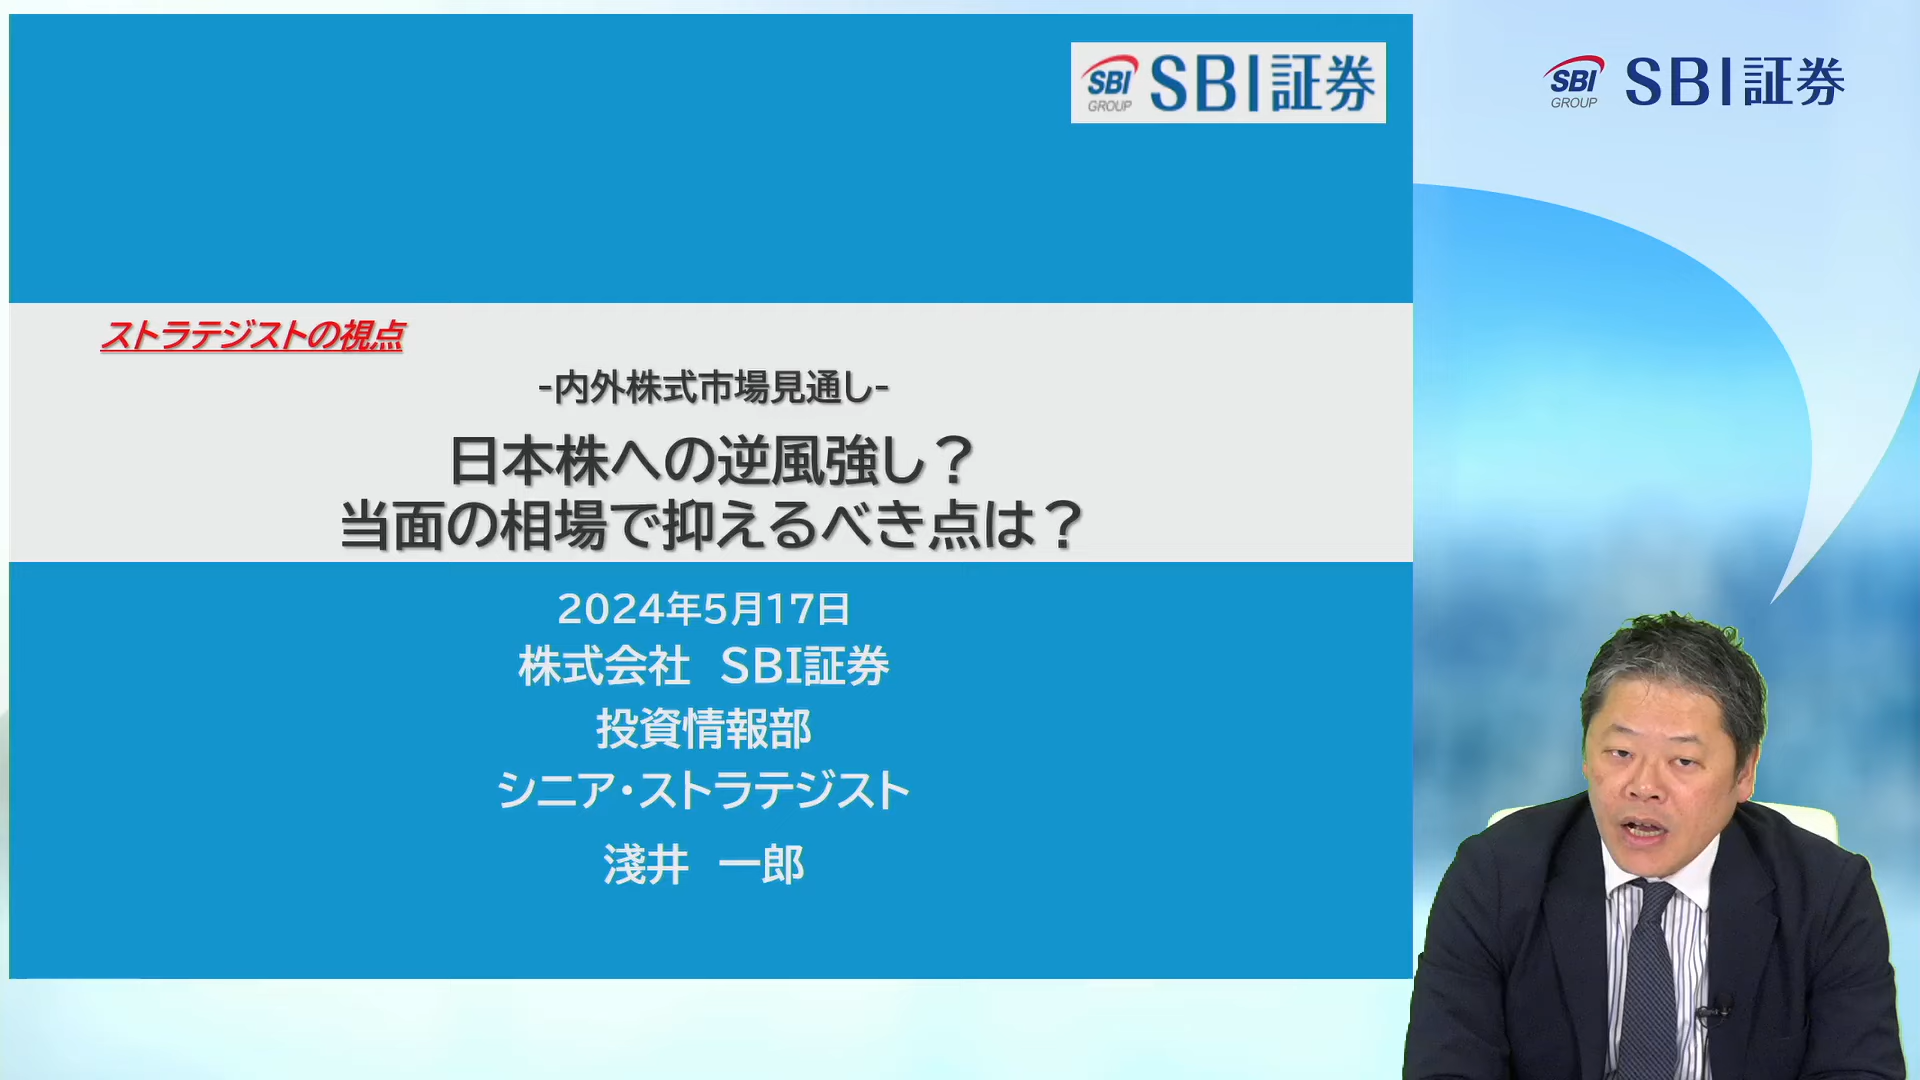 SBI GROUP SBI証券
SBI GROUP SBI証券
ストラテジストの視点
-内外株式市場見通し-
日本株への逆風強し？
当面の相場で抑えるべき点は？
2024年5月17日
株式会社　SBI証券
投資情報部
シニア・ストラテジスト
淺井　一郎